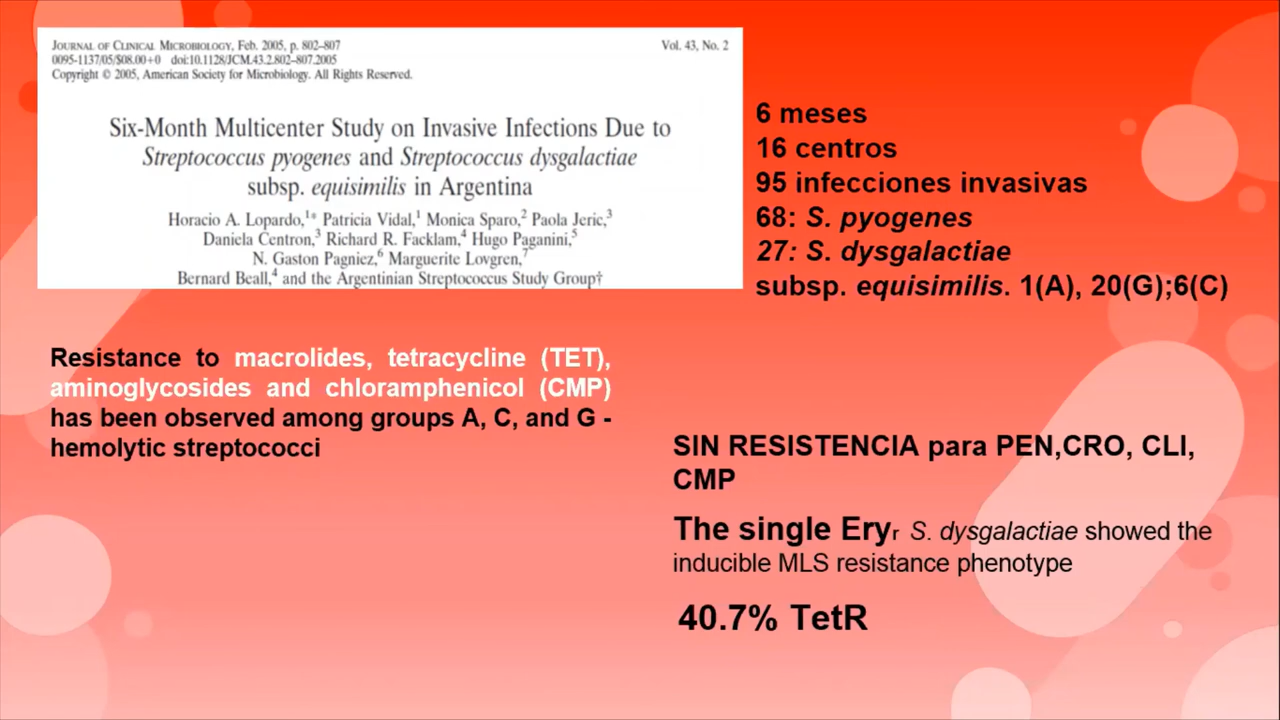 JOURNAL OF CLINICAL MICROBIOLOGY, Feb. 2005, p. 802–807
Vol. 43, No. 2
0095-1137/05/$08.00+0 doi:10.1128/JCM.43.2.802–807.2005
Copyright © 2005, American Society for Microbiology. All Rights Reserved.
Six-Month Multicenter Study on Invasive Infections Due to
Streptococcus pyogenes and Streptococcus dysgalactiae
subsp. equisimilis in Argentina
Horacio A. Lopardo,1* Patricia Vidal,1 Monica Sparo,2 Paola Jeric,3
Daniela Centron,3 Richard R. Facklam,4 Hugo Paganini,5
N. Gaston Pagniez,6 Marguerite Lovgren,7
Bernard Beall,4 and the Argentinian Streptococcus Study Group†
6 meses
16 centros
95 infecciones invasivas
68: S. pyogenes
27: S. dysgalactiae
subsp. equisimilis. 1(A), 20(G);6(C)
Resistance to macrolides, tetracycline (TET),
aminoglycosides and chloramphenicol (CMP)
has been observed among groups A, C, and G -
hemolytic streptococci
SIN RESISTENCIA para PEN,CRO, CLI,
CMP
The single Eryr S. dysgalactiae showed the
inducible MLS resistance phenotype
40.7% TetR